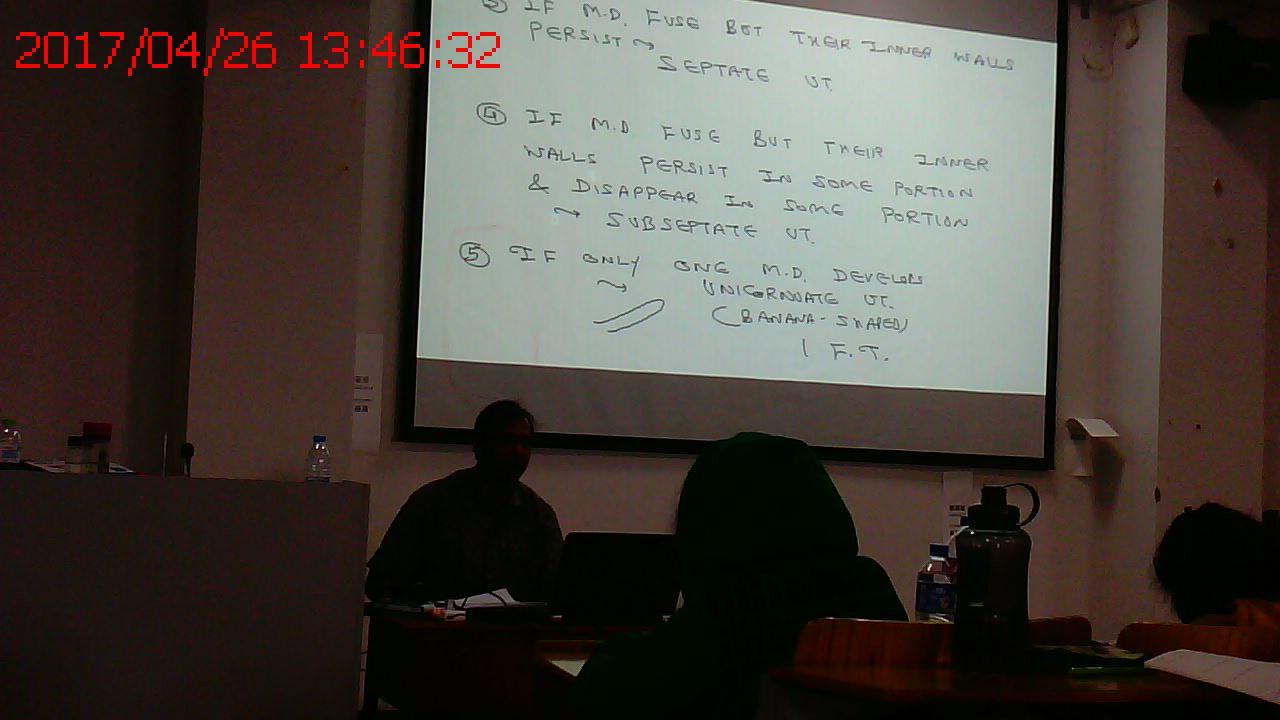 2017/04/26 13:46:32
③ IF M.D. FUSE BUT THEIR INNER WALLS
PERSIST ⤳
SEPTATE UT.
④ IF M.D FUSE BUT THEIR INNER
WALLS PERSIST IN SOME PORTION
& DISAPPEAR IN SOME PORTION
⤳ SUBSEPTATE UT.
⑤ IF ONLY ONE M.D. DEVELOPS
⤳ UNICORNUATE UT.
(BANANA-SHAPED)
1 F.T.